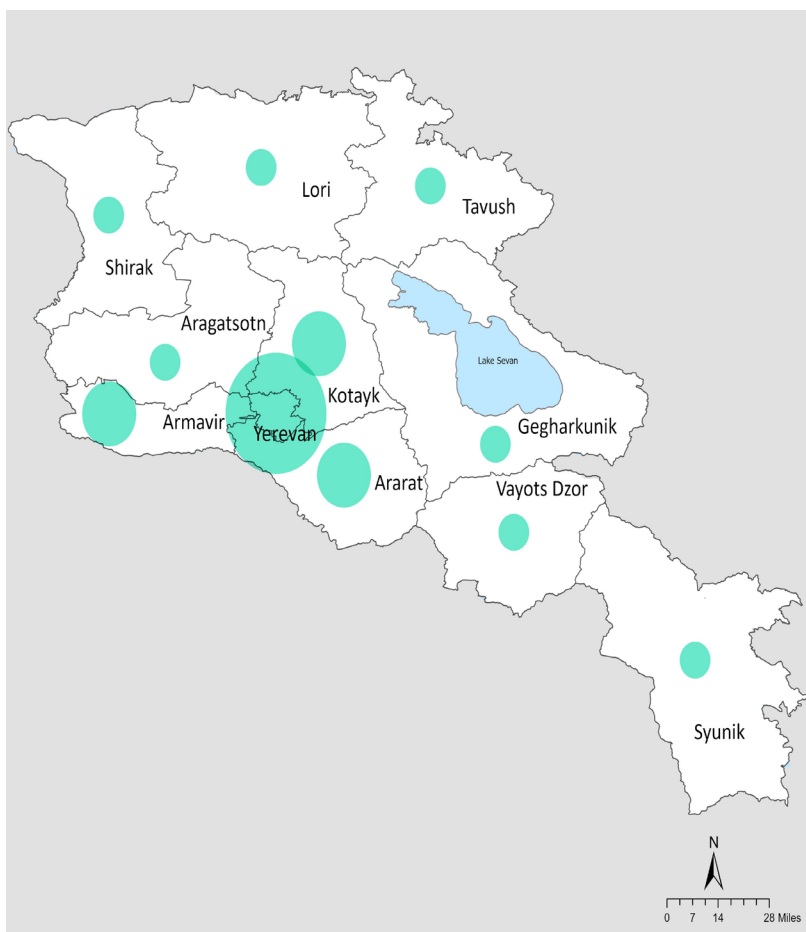 Lori
Tavush
Shirak
Aragatsotn
Lake Sevan
Kotayk
Armavir
Gegharkunik
Yerevan
Ararat
Vayots Dzor
Syunik
N
0 7 14 28 Miles